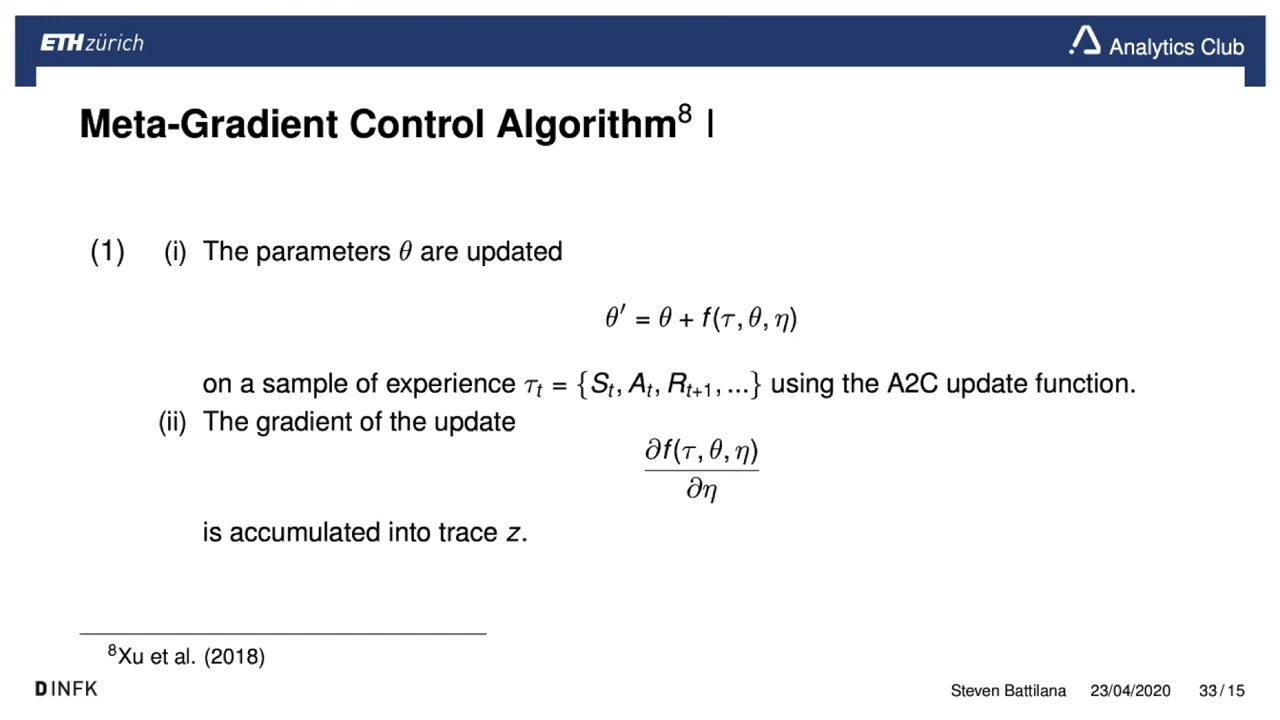 ETH zürich
Analytics Club
Meta-Gradient Control Algorithm⁸ I
(1) (i) The parameters θ are updated
θ′ = θ + f(τ, θ, η)
on a sample of experience τₜ = {Sₜ, Aₜ, Rₜ₊₁, ...} using the A2C update function.
(ii) The gradient of the update
∂f(τ, θ, η)
∂η
is accumulated into trace z.
⁸Xu et al. (2018)
D INFK
Steven Battilana 23/04/2020 33/15